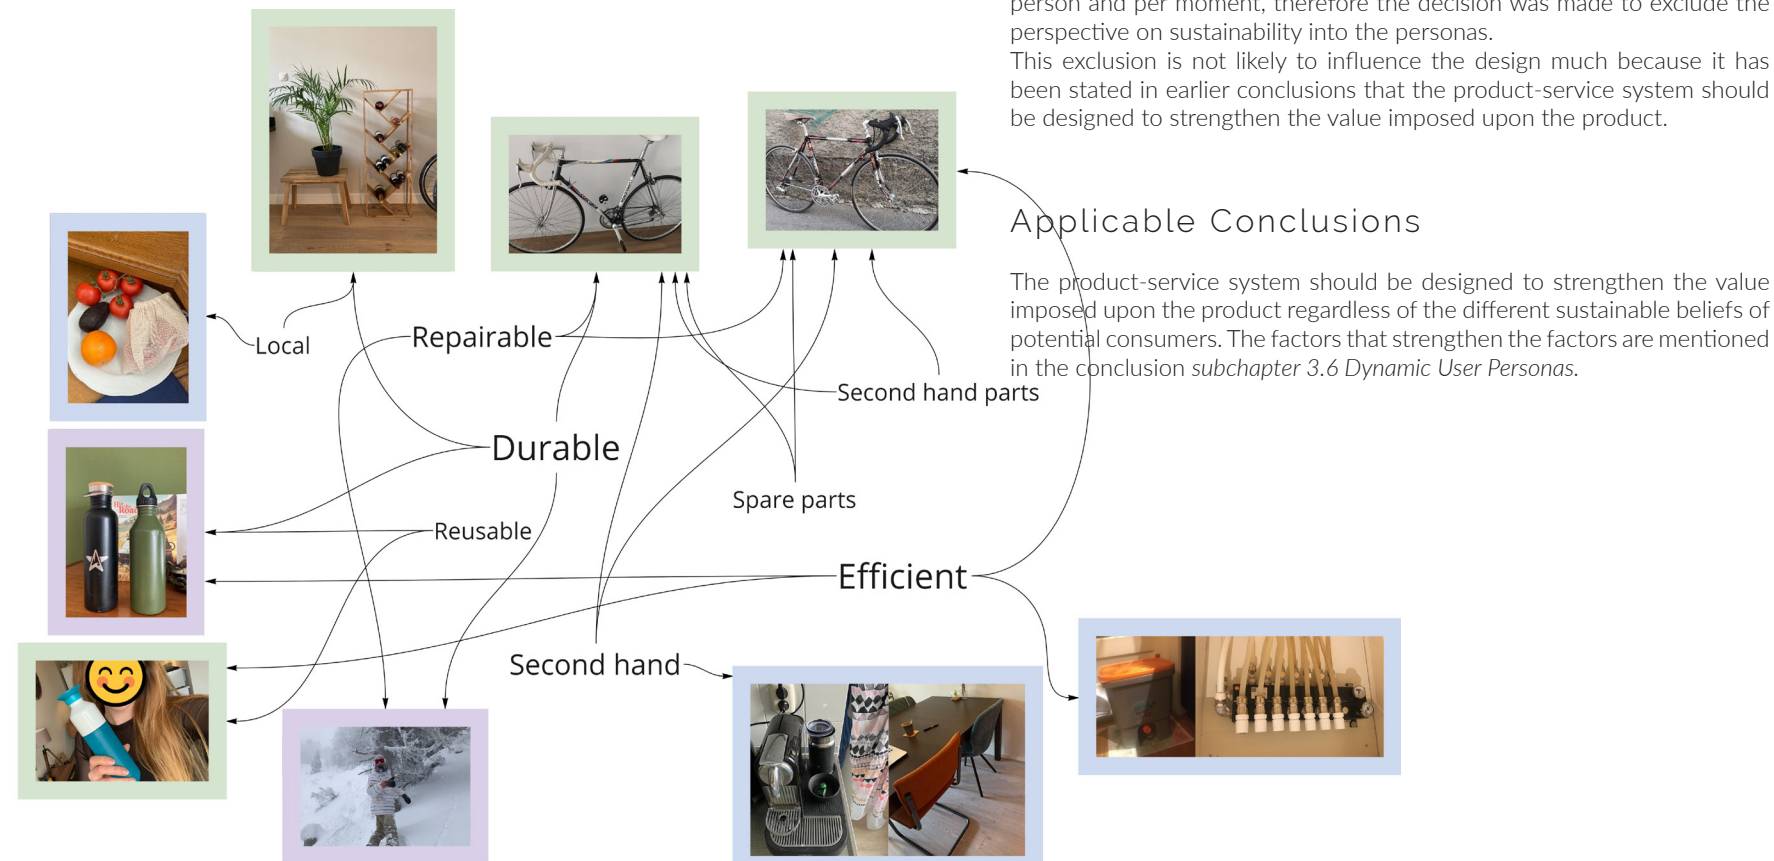 person and per moment, therefore the decision was made to exclude the
perspective on sustainability into the personas.
This exclusion is not likely to influence the design much because it has
been stated in earlier conclusions that the product-service system should
be designed to strengthen the value imposed upon the product.
Applicable Conclusions
The product-service system should be designed to strengthen the value
imposed upon the product regardless of the different sustainable beliefs of
potential consumers. The factors that strengthen the factors are mentioned
in the conclusion subchapter 3.6 Dynamic User Personas.
Local
Repairable
Second hand parts
Durable
Spare parts
Reusable
Efficient
Second hand